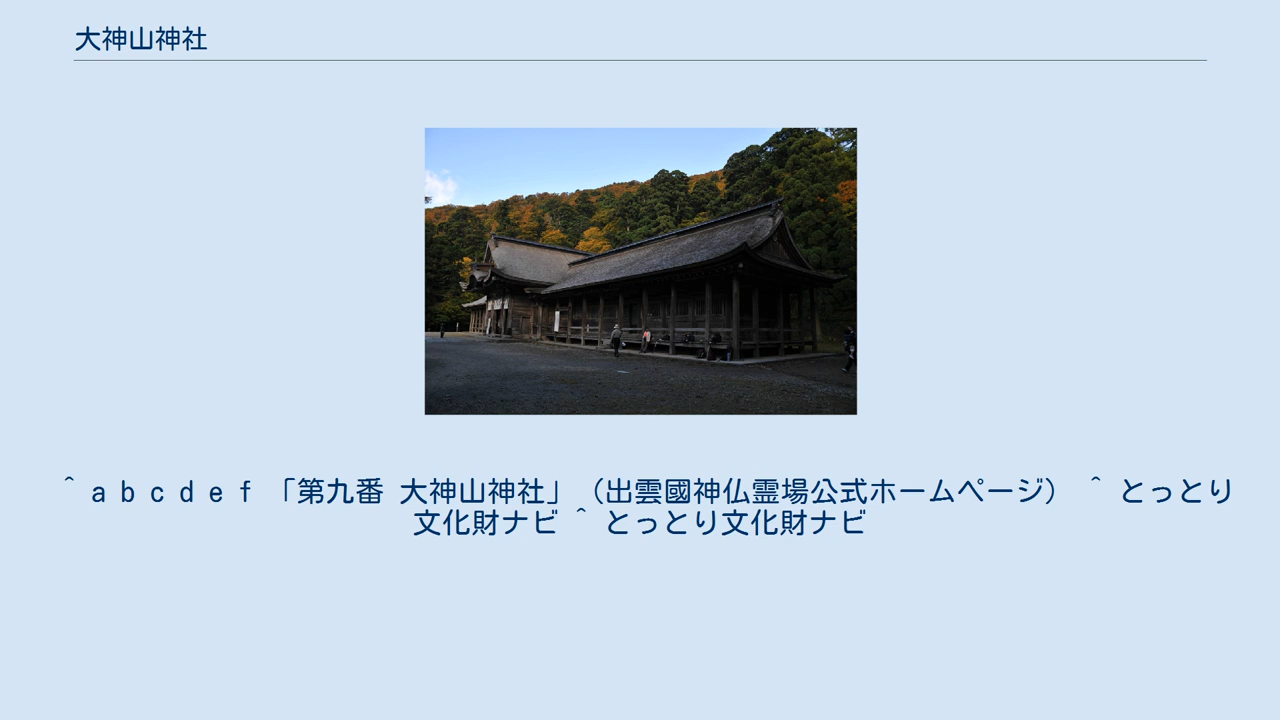 大神山神社
^ a b c d e f 「第九番 大神山神社」（出雲國神仏霊場公式ホームページ） ^ とっとり
文化財ナビ ^ とっとり文化財ナビ